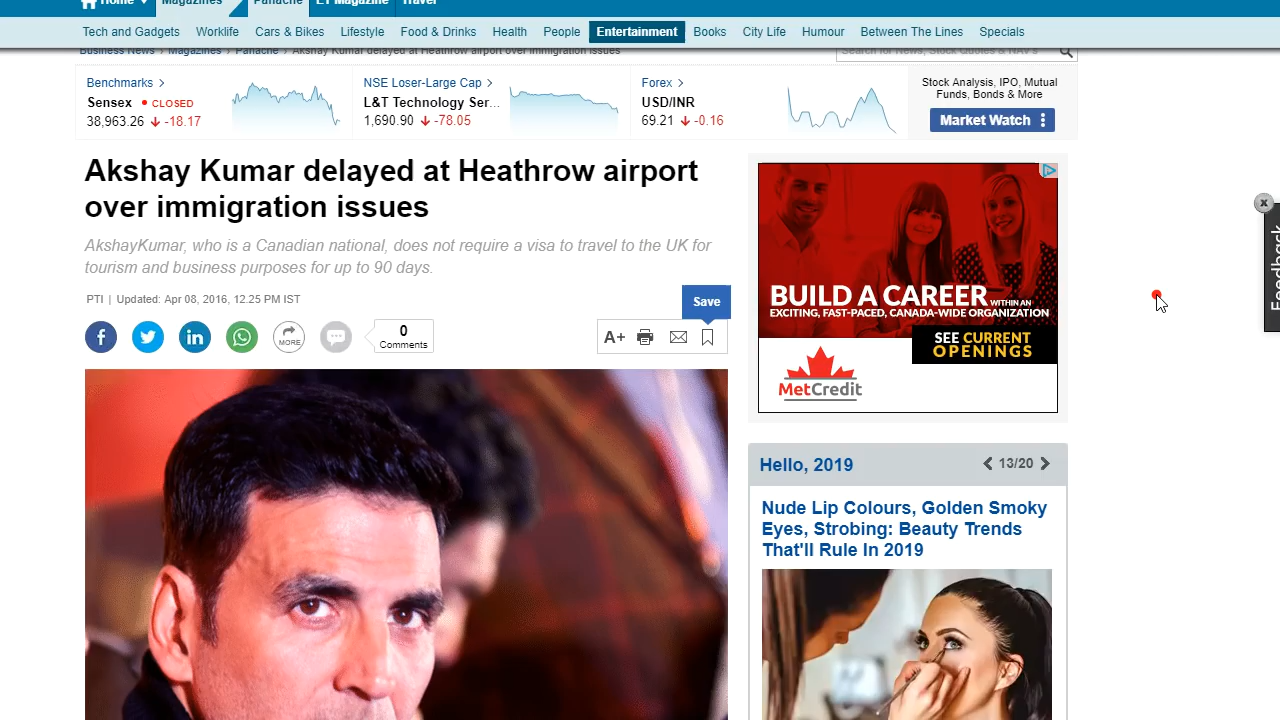 Home Magazines Panache ET Magazine Travel
Tech and Gadgets Worklife Cars & Bikes Lifestyle Food & Drinks Health People Entertainment Books City Life Humour Between The Lines Specials
Business News › Magazines › Panache › Akshay Kumar delayed at Heathrow airport over immigration issues
Search for News, Stock Quotes & NAV's
Benchmarks >
Sensex • CLOSED
38,963.26 ↓ -18.17
NSE Loser-Large Cap >
L&T Technology Ser...
1,690.90 ↓ -78.05
Forex >
USD/INR
69.21 ↓ -0.16
Stock Analysis, IPO, Mutual
Funds, Bonds & More
Market Watch
Akshay Kumar delayed at Heathrow airport
over immigration issues
AkshayKumar, who is a Canadian national, does not require a visa to travel to the UK for
tourism and business purposes for up to 90 days.
PTI | Updated: Apr 08, 2016, 12.25 PM IST
Save
MORE
0
Comments
A+
BUILD A CAREER WITHIN AN
EXCITING, FAST-PACED, CANADA-WIDE ORGANIZATION
SEE CURRENT
OPENINGS
MetCredit
x
Feedback
Hello, 2019
13/20
Nude Lip Colours, Golden Smoky
Eyes, Strobing: Beauty Trends
That'll Rule In 2019